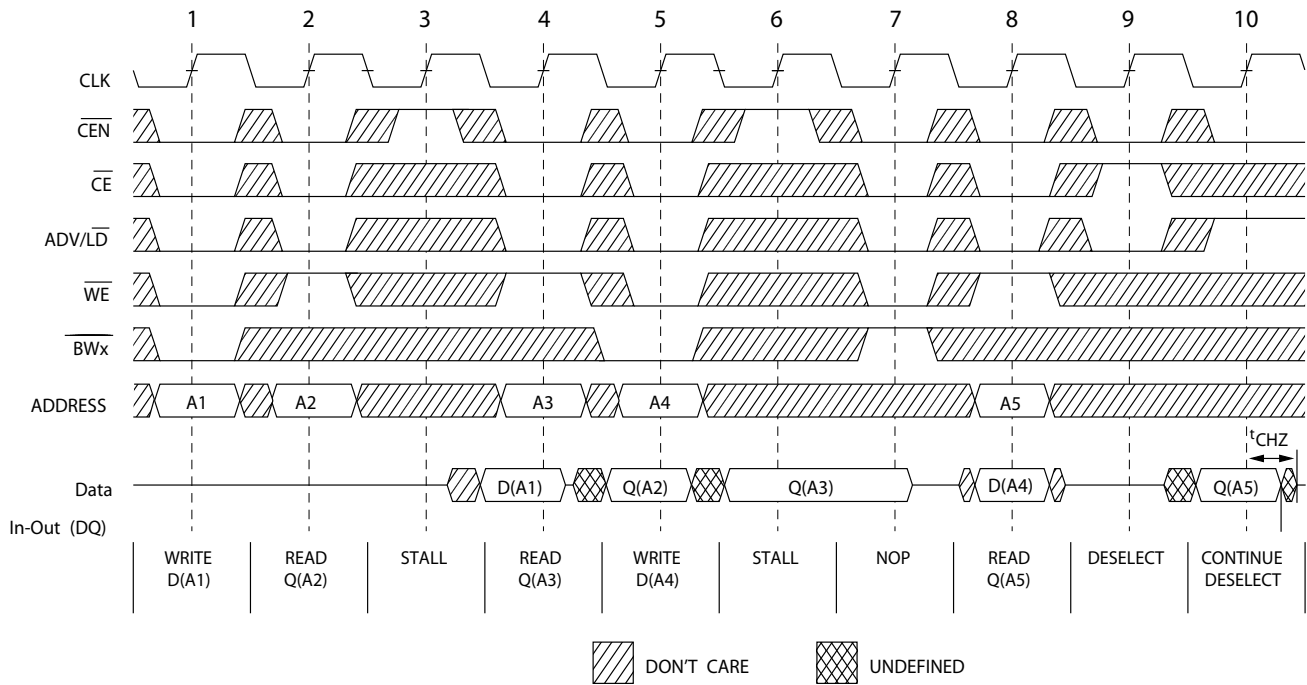 1 2 3 4 5 6 7 8 9 10
CLK
CEN
CE
ADV/LD
WE
BWx
ADDRESS A1 A2 A3 A4 A5
tCHZ
Data D(A1) Q(A2) Q(A3) D(A4) Q(A5)
In-Out (DQ)
WRITE READ STALL READ WRITE STALL NOP READ DESELECT CONTINUE
D(A1) Q(A2) Q(A3) D(A4) Q(A5) DESELECT
DON'T CARE UNDEFINED